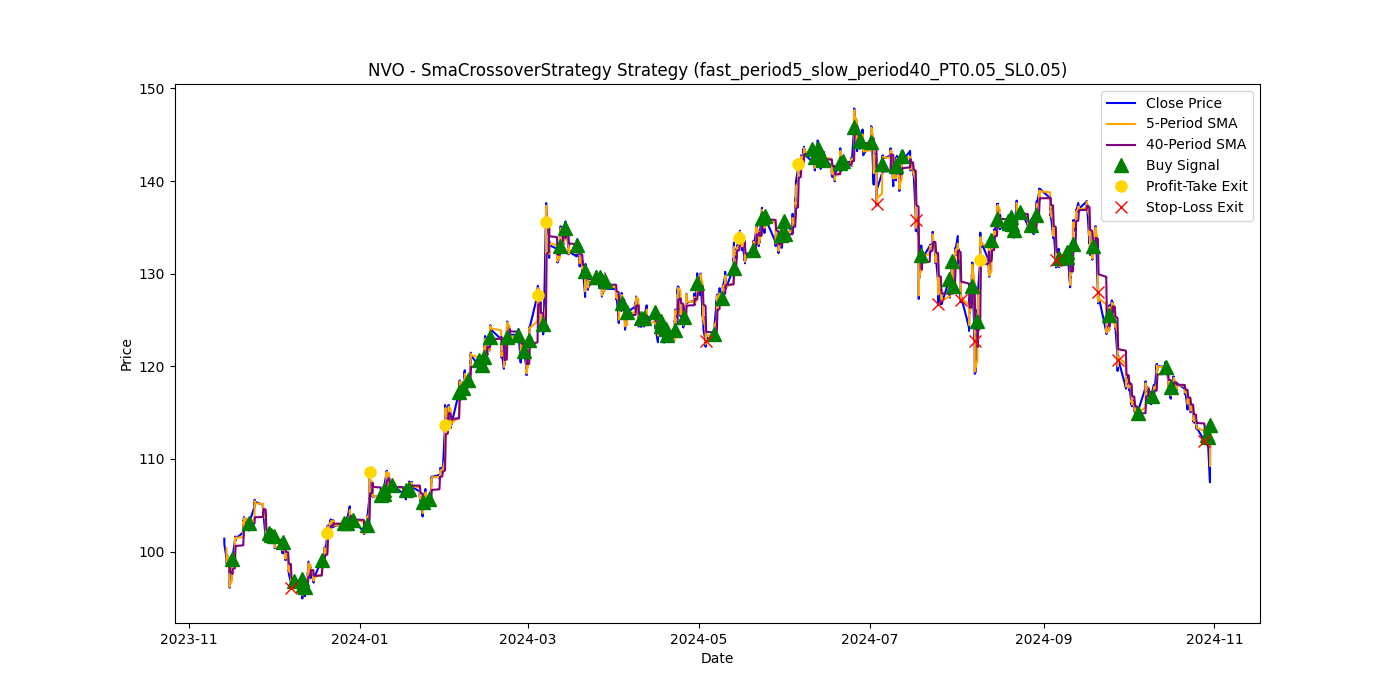 NVO - SmaCrossoverStrategy Strategy (fast_period5_slow_period40_PT0.05_SL0.05)
150
140
130
120
110
100
Price
Close Price
5-Period SMA
40-Period SMA
Buy Signal
Profit-Take Exit
Stop-Loss Exit
2023-11
2024-01
2024-03
2024-05
2024-07
2024-09
2024-11
Date